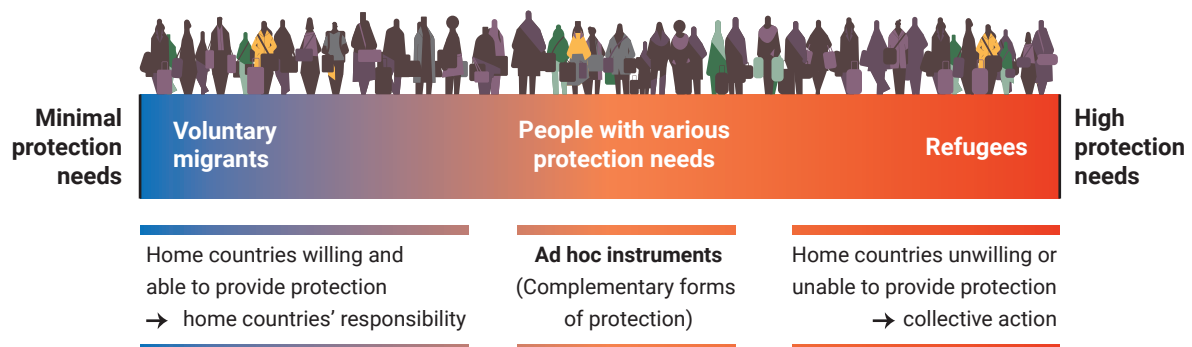 Minimal
protection
needs
Voluntary
migrants
People with various
protection needs
Refugees
High
protection
needs
Home countries willing and
able to provide protection
→ home countries' responsibility
Ad hoc instruments
(Complementary forms
of protection)
Home countries unwilling or
unable to provide protection
→ collective action